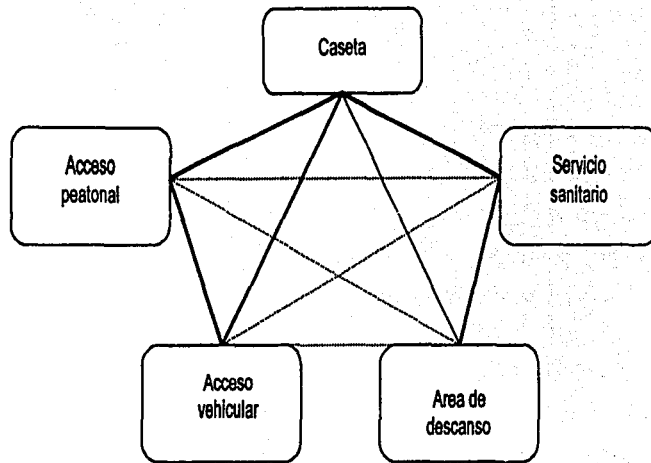 Caseta
Acceso
peatonal
Servicio
sanitario
Acceso
vehicular
Area de
descanso